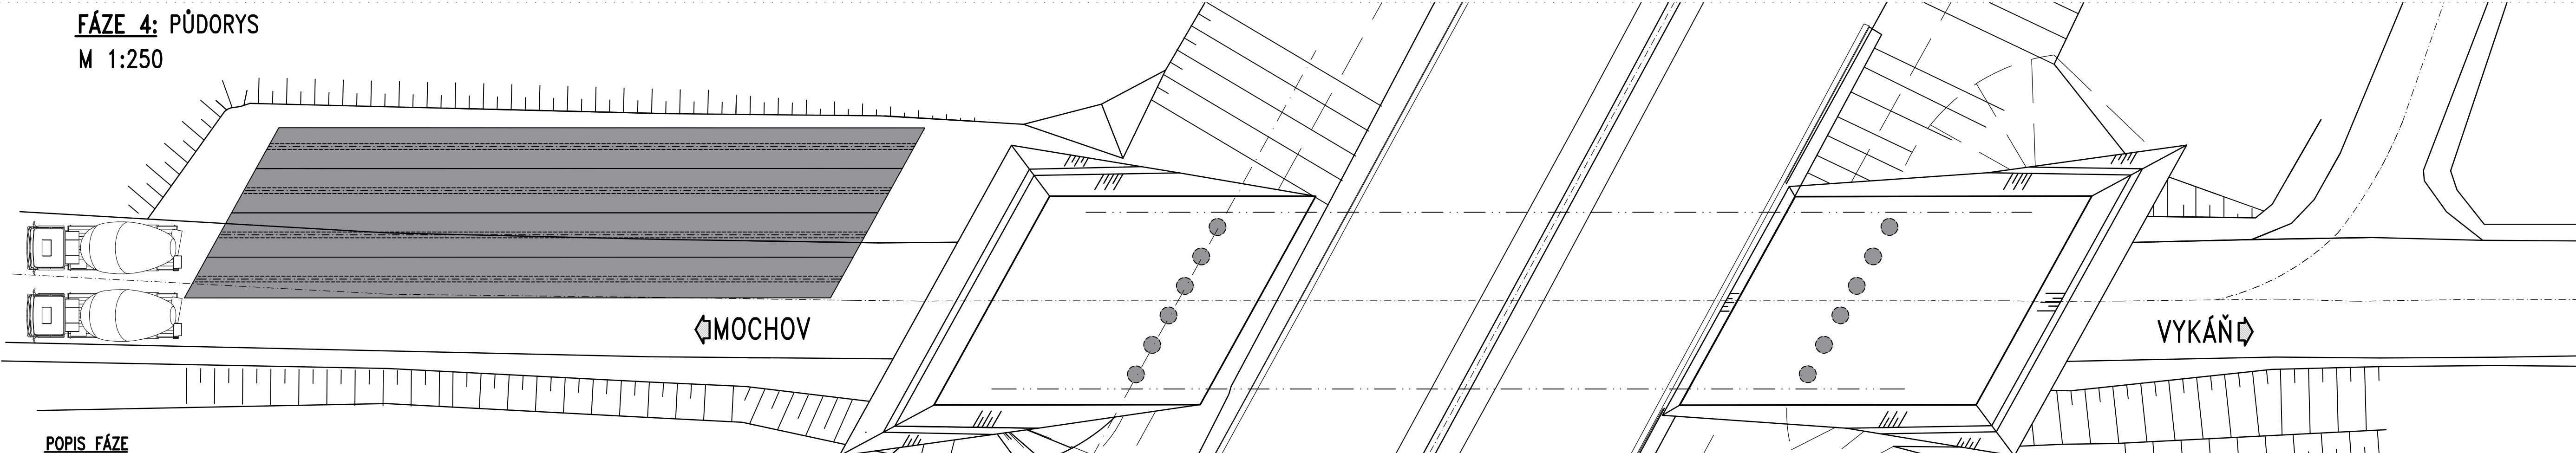 FÁZE 4: PŮDORYS
M 1:250
MOCHOV
VYKÁŇ
POPIS FÁZE